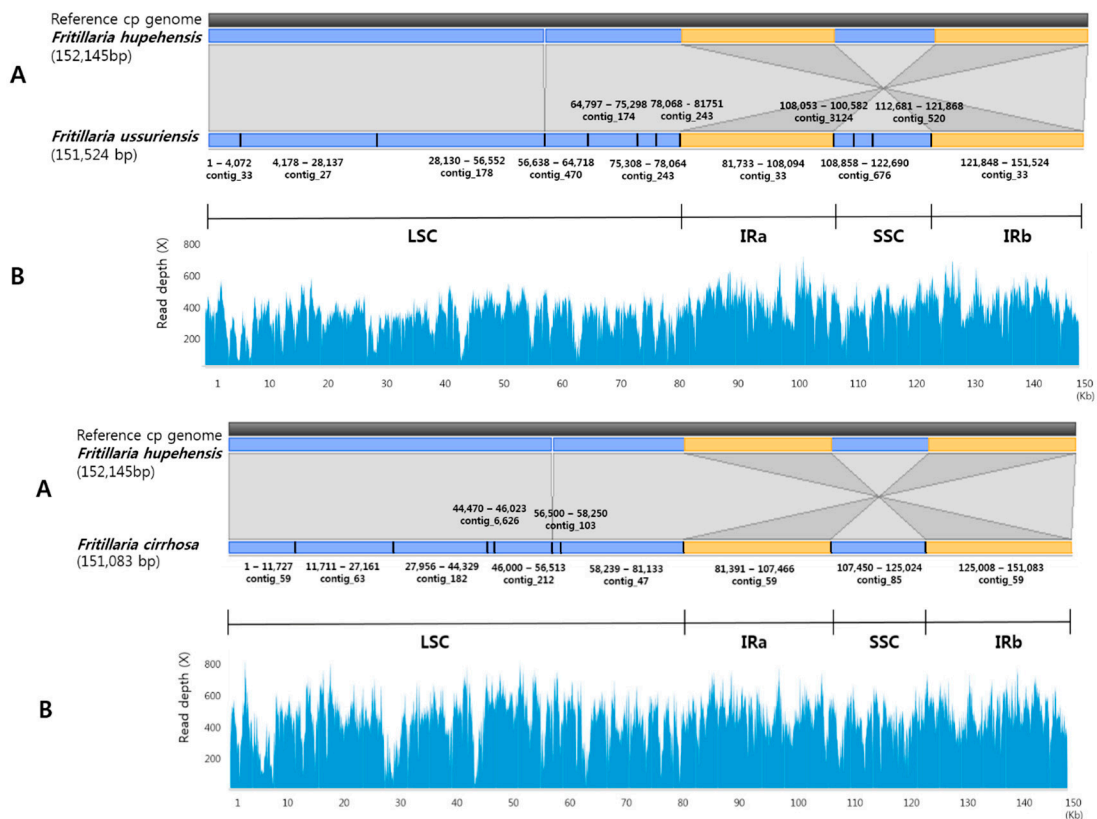 Reference cp genome
Fritillaria hupehensis
(152,145bp)
A
64,797 – 75,298 78,068 - 81751 108,053 – 100,582 112,681 – 121,868
contig_174 contig_243 contig_3124 contig_520
Fritillaria ussuriensis
(151,524 bp)
1 – 4,072 4,178 – 28,137 28,130 – 56,552 56,638 – 64,718 75,308 – 78,064 81,733 – 108,094 108,858 – 122,690 121,848 – 151,524
contig_33 contig_27 contig_178 contig_470 contig_243 contig_33 contig_676 contig_33
LSC IRa SSC IRb
B
Read depth (X)
800
600
400
200
1 10 20 30 40 50 60 70 80 90 100 110 120 130 140 150
(Kb)
Reference cp genome
Fritillaria hupehensis
(152,145bp)
A
44,470 – 46,023 56,500 – 58,250
contig_6,626 contig_103
Fritillaria cirrhosa
(151,083 bp)
1 – 11,727 11,711 – 27,161 27,956 – 44,329 46,000 – 56,513 58,239 – 81,133 81,391 – 107,466 107,450 – 125,024 125,008 – 151,083
contig_59 contig_63 contig_182 contig_212 contig_47 contig_59 contig_85 contig_59
LSC IRa SSC IRb
B
Read depth (X)
800
600
400
200
1 10 20 30 40 50 60 70 80 90 100 110 120 130 140 150
(Kb)